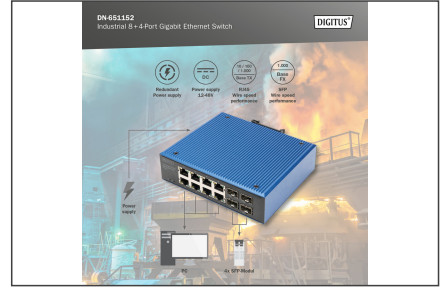 DN-651152
Industrial 8+4-Port Gigabit Ethernet Switch
DIGITUS®
DC
10 / 100
/ 1.000
Base TX
1.000
Base
FX
Redundant
Power supply
Power supply
12-48V
RJ45
Wire speed
performance
SFP
Wire speed
performance
Power
supply
PC
4x SFP-Modul